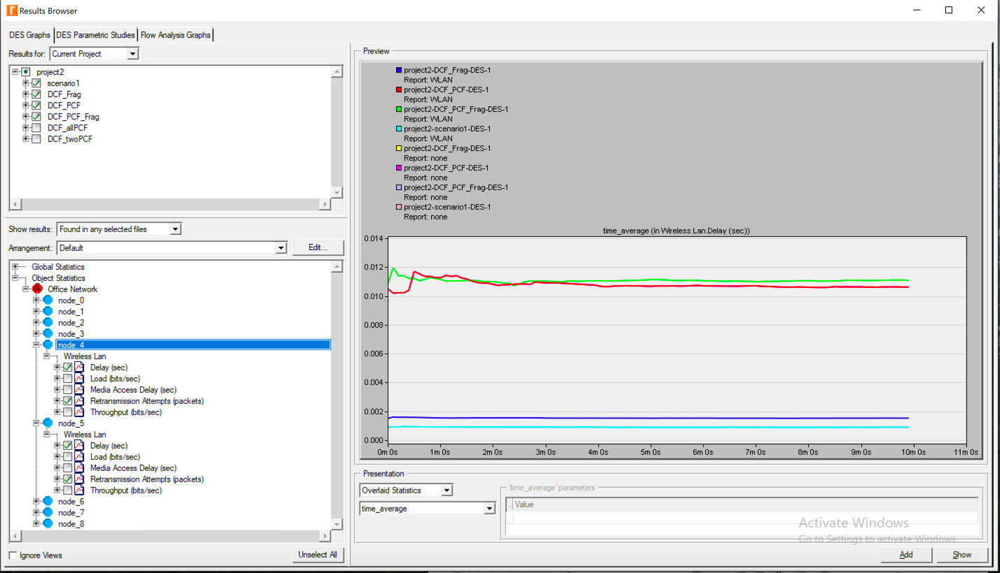 Results Browser
DES Graphs DES Parametric Studies Flow Analysis Graphs
Results for: Current Project
project2
scenario1
DCF_Frag
DCF_PCF
DCF_PCF_Frag
DCF_allPCF
DCF_twoPCF
Show results: Found in any selected files
Arrangement: Default Edit...
Global Statistics
Object Statistics
Office Network
node_0
node_1
node_2
node_3
node_4
Wireless Lan
Delay (sec)
Load (bits/sec)
Media Access Delay (sec)
Retransmission Attempts (packets)
Throughput (bits/sec)
node_5
Wireless Lan
Delay (sec)
Load (bits/sec)
Media Access Delay (sec)
Retransmission Attempts (packets)
Throughput (bits/sec)
node_6
node_7
node_8
Ignore Views Unselect All
Preview
project2-DCF_Frag-DES-1
Report: WLAN
project2-DCF_PCF-DES-1
Report: WLAN
project2-DCF_PCF_Frag-DES-1
Report: WLAN
project2-scenario1-DES-1
Report: WLAN
project2-DCF_Frag-DES-1
Report: none
project2-DCF_PCF-DES-1
Report: none
project2-DCF_PCF_Frag-DES-1
Report: none
project2-scenario1-DES-1
Report: none
time_average (in Wireless Lan.Delay (sec))
0.014
0.012
0.010
0.008
0.006
0.004
0.002
0.000
0m 0s 1m 0s 2m 0s 3m 0s 4m 0s 5m 0s 6m 0s 7m 0s 8m 0s 9m 0s 10m 0s 11m 0s
Presentation
Overlaid Statistics
time_average
'time_average' parameters
... Value
Activate Windows
Go to Settings to activate Windows.
Add Show